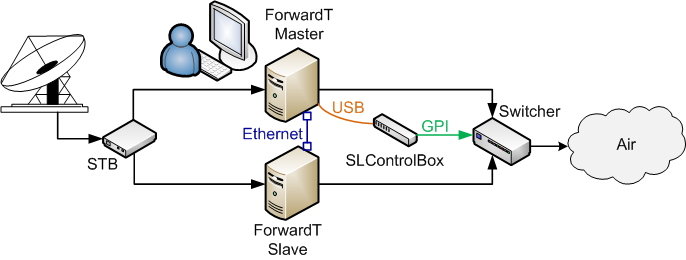 ForwardT
Master
USB
Switcher
Ethernet
GPI
Air
STB
SLControlBox
ForwardT
Slave